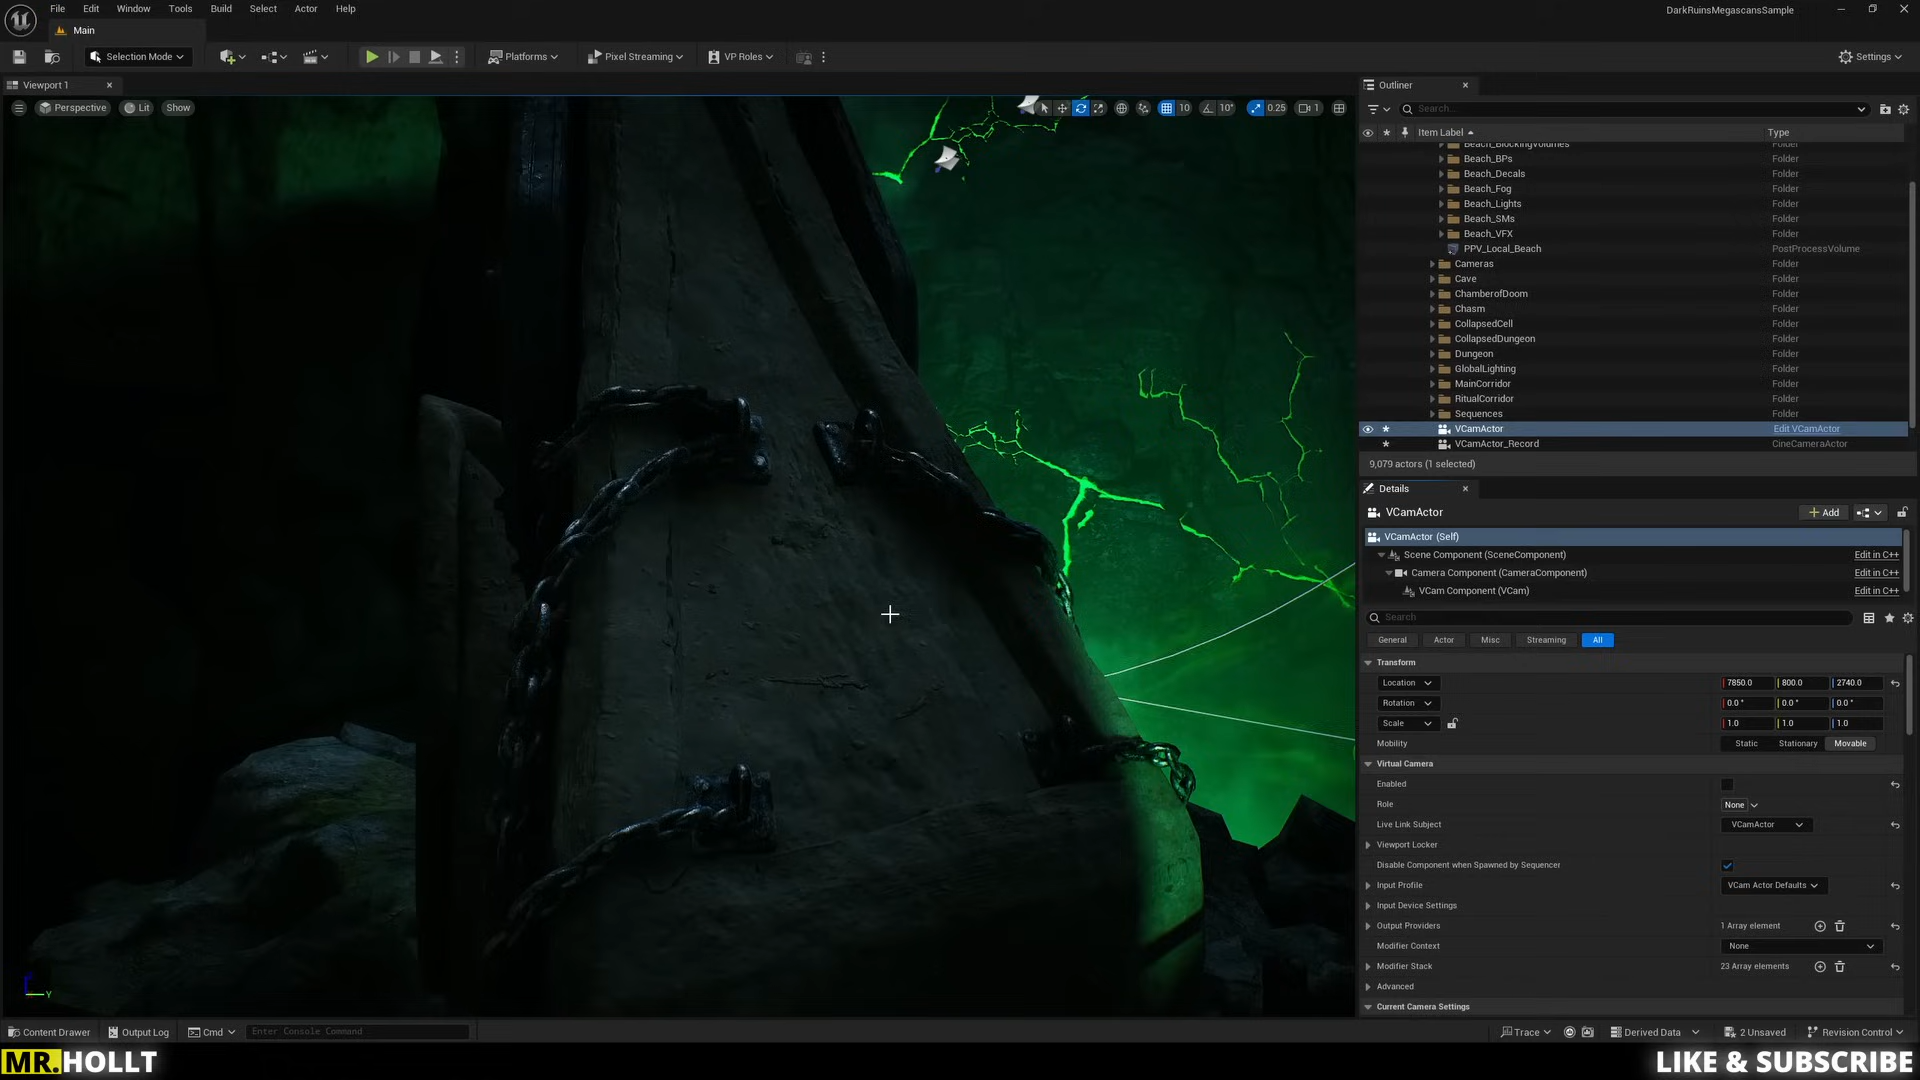 File Edit Window Tools Build Select Actor Help
DarkRuinsMegascansSample
Main
Selection Mode
Platforms
Pixel Streaming
VP Roles
Settings
Viewport 1
Perspective
Lit
Show
10
10°
0.25
1
Outliner
Search...
Item Label
Type
Beach_BlockingVolumes Folder
Beach_BPs Folder
Beach_Decals Folder
Beach_Fog Folder
Beach_Lights Folder
Beach_SMs Folder
Beach_VFX Folder
PPV_Local_Beach PostProcessVolume
Cameras Folder
Cave Folder
ChamberofDoom Folder
Chasm Folder
CollapsedCell Folder
CollapsedDungeon Folder
Dungeon Folder
GlobalLighting Folder
MainCorridor Folder
RitualCorridor Folder
Sequences Folder
VCamActor Edit VCamActor
VCamActor_Record CineCameraActor
9,079 actors (1 selected)
Details
VCamActor
Add
VCamActor (Self)
Scene Component (SceneComponent) Edit in C++
Camera Component (CameraComponent) Edit in C++
VCam Component (VCam) Edit in C++
Search
General Actor Misc Streaming All
Transform
Location 7850.0 800.0 2740.0
Rotation 0.0 ° 0.0 ° 0.0 °
Scale 1.0 1.0 1.0
Mobility Static Stationary Movable
Virtual Camera
Enabled
Role None
Live Link Subject VCamActor
Viewport Locker
Disable Component when Spawned by Sequencer
Input Profile VCam Actor Defaults
Input Device Settings
Output Providers 1 Array element
Modifier Context None
Modifier Stack 23 Array elements
Advanced
Current Camera Settings
Y
Content Drawer
Output Log
Cmd
Enter Console Command
Trace
Derived Data
2 Unsaved
Revision Control
MR.HOLLT
LIKE & SUBSCRIBE